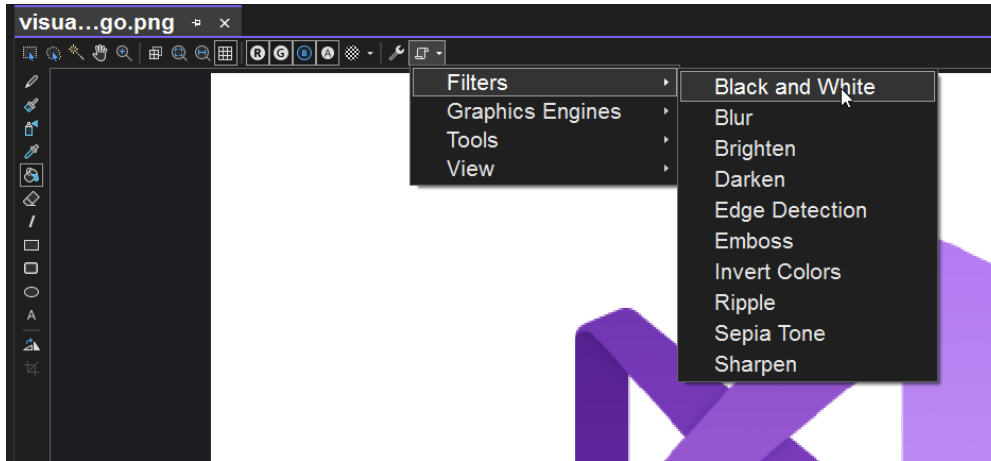 visua...go.png
R G B A
Filters
Graphics Engines
Tools
View
Black and White
Blur
Brighten
Darken
Edge Detection
Emboss
Invert Colors
Ripple
Sepia Tone
Sharpen
A